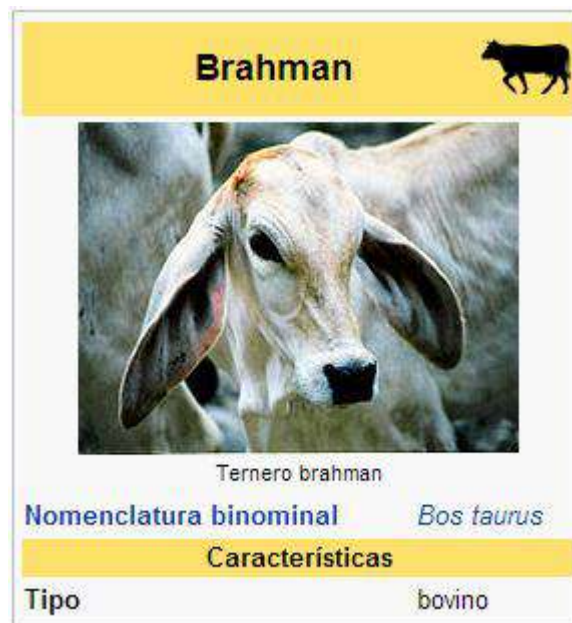 Brahman
Ternero brahman
Nomenclatura binominal Bos taurus
Características
Tipo bovino